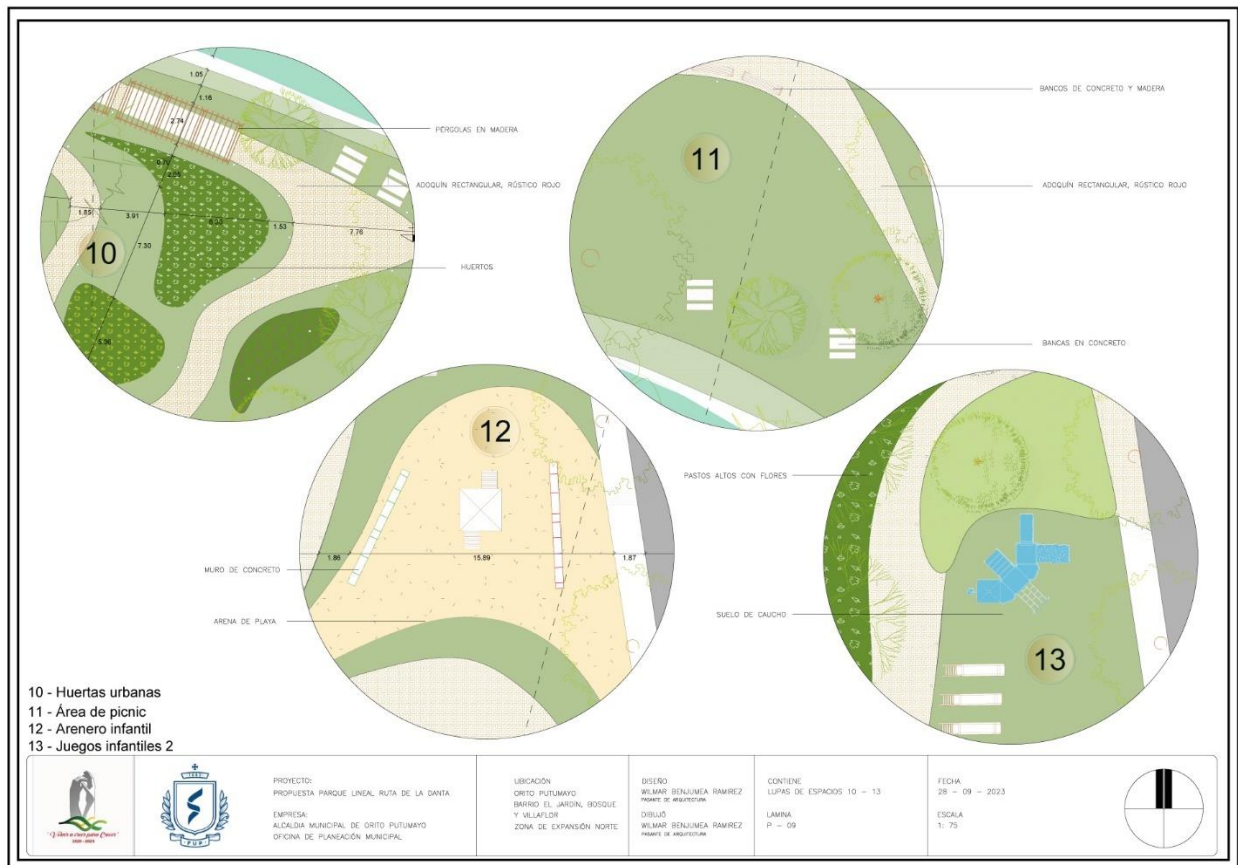 1.05
1.16
2.74
PÉRGOLAS EN MADERA
0.70
ADOQUÍN RECTANGULAR, RÚSTICO ROJO
1.85
3.91
1.53
7.76
10
7.30
HUERTOS
5.36
BANCOS DE CONCRETO Y MADERA
11
ADOQUÍN RECTANGULAR, RÚSTICO ROJO
BANCAS EN CONCRETO
12
1.86
15.89
1.87
MURO DE CONCRETO
ARENA DE PLAYA
PASTOS ALTOS CON FLORES
SUELO DE CAUCHO
13
10 - Huertas urbanas
11 - Área de picnic
12 - Arenero infantil
13 - Juegos infantiles 2
PROYECTO:
PROPUESTA PARQUE LINEAL RUTA DE LA DANTA
EMPRESA:
ALCALDIA MUNICIPAL DE ORITO PUTUMAYO
OFICINA DE PLANEACIÓN MUNICIPAL
UBICACIÓN
ORITO PUTUMAYO
BARRIO EL JARDÍN, BOSQUE
Y VILLAFLOR
ZONA DE EXPANSIÓN NORTE
DISEÑO
WILMAR BENJUMEA RAMIREZ
PASANTE DE ARQUITECTURA
DIBUJÓ
WILMAR BENJUMEA RAMIREZ
PASANTE DE ARQUITECTURA
CONTIENE
LUPAS DE ESPACIOS 10 – 13
LAMINA
P – 09
FECHA
28 – 09 – 2023
ESCALA
1: 75